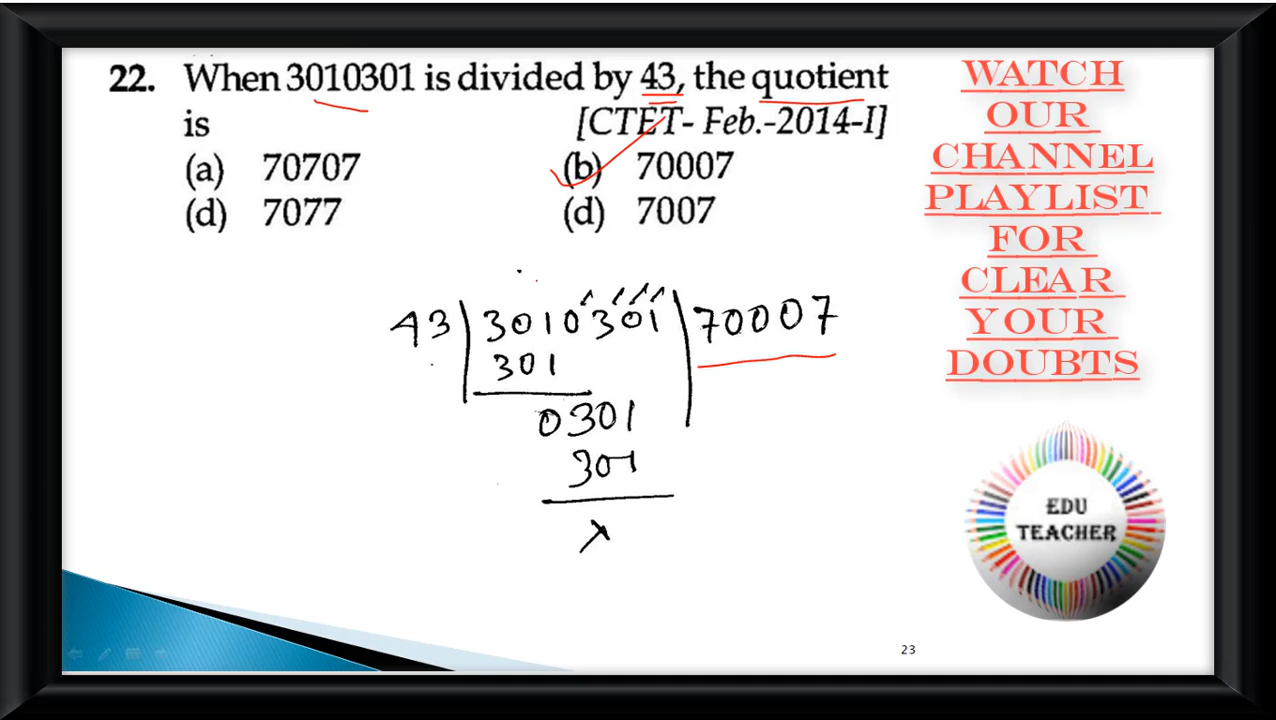 22. When 3010301 is divided by 43, the quotient
is [CTET- Feb.-2014-I]
(a) 70707 (b) 70007
(d) 7077 (d) 7007
43 3010301 70007
301
0301
301
x
WATCH
OUR
CHANNEL
PLAYLIST
FOR
CLEAR
YOUR
DOUBTS
EDU
TEACHER
23